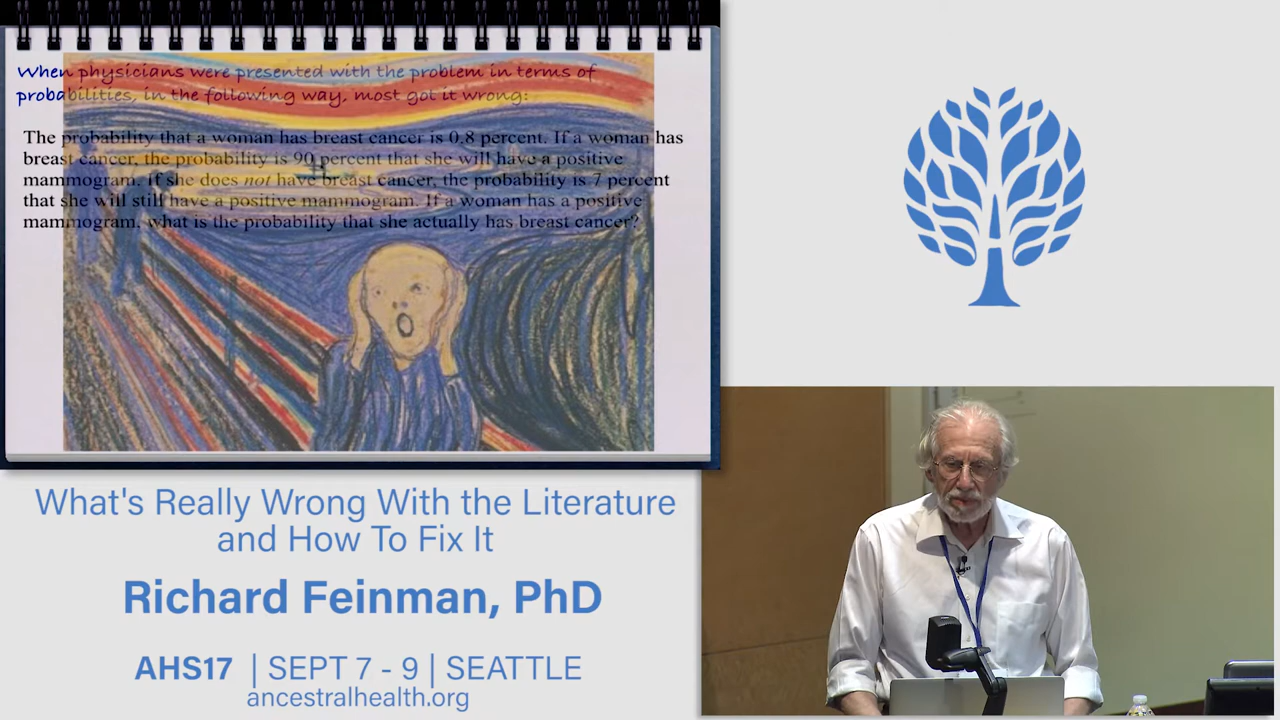 When physicians were presented with the problem in terms of
probabilities, in the following way, most got it wrong:
The probability that a woman has breast cancer is 0.8 percent. If a woman has
breast cancer, the probability is 90 percent that she will have a positive
mammogram. If she does not have breast cancer, the probability is 7 percent
that she will still have a positive mammogram. If a woman has a positive
mammogram, what is the probability that she actually has breast cancer?
What's Really Wrong With the Literature
and How To Fix It
Richard Feinman, PhD
AHS17 | SEPT 7 - 9 | SEATTLE
ancestralhealth.org